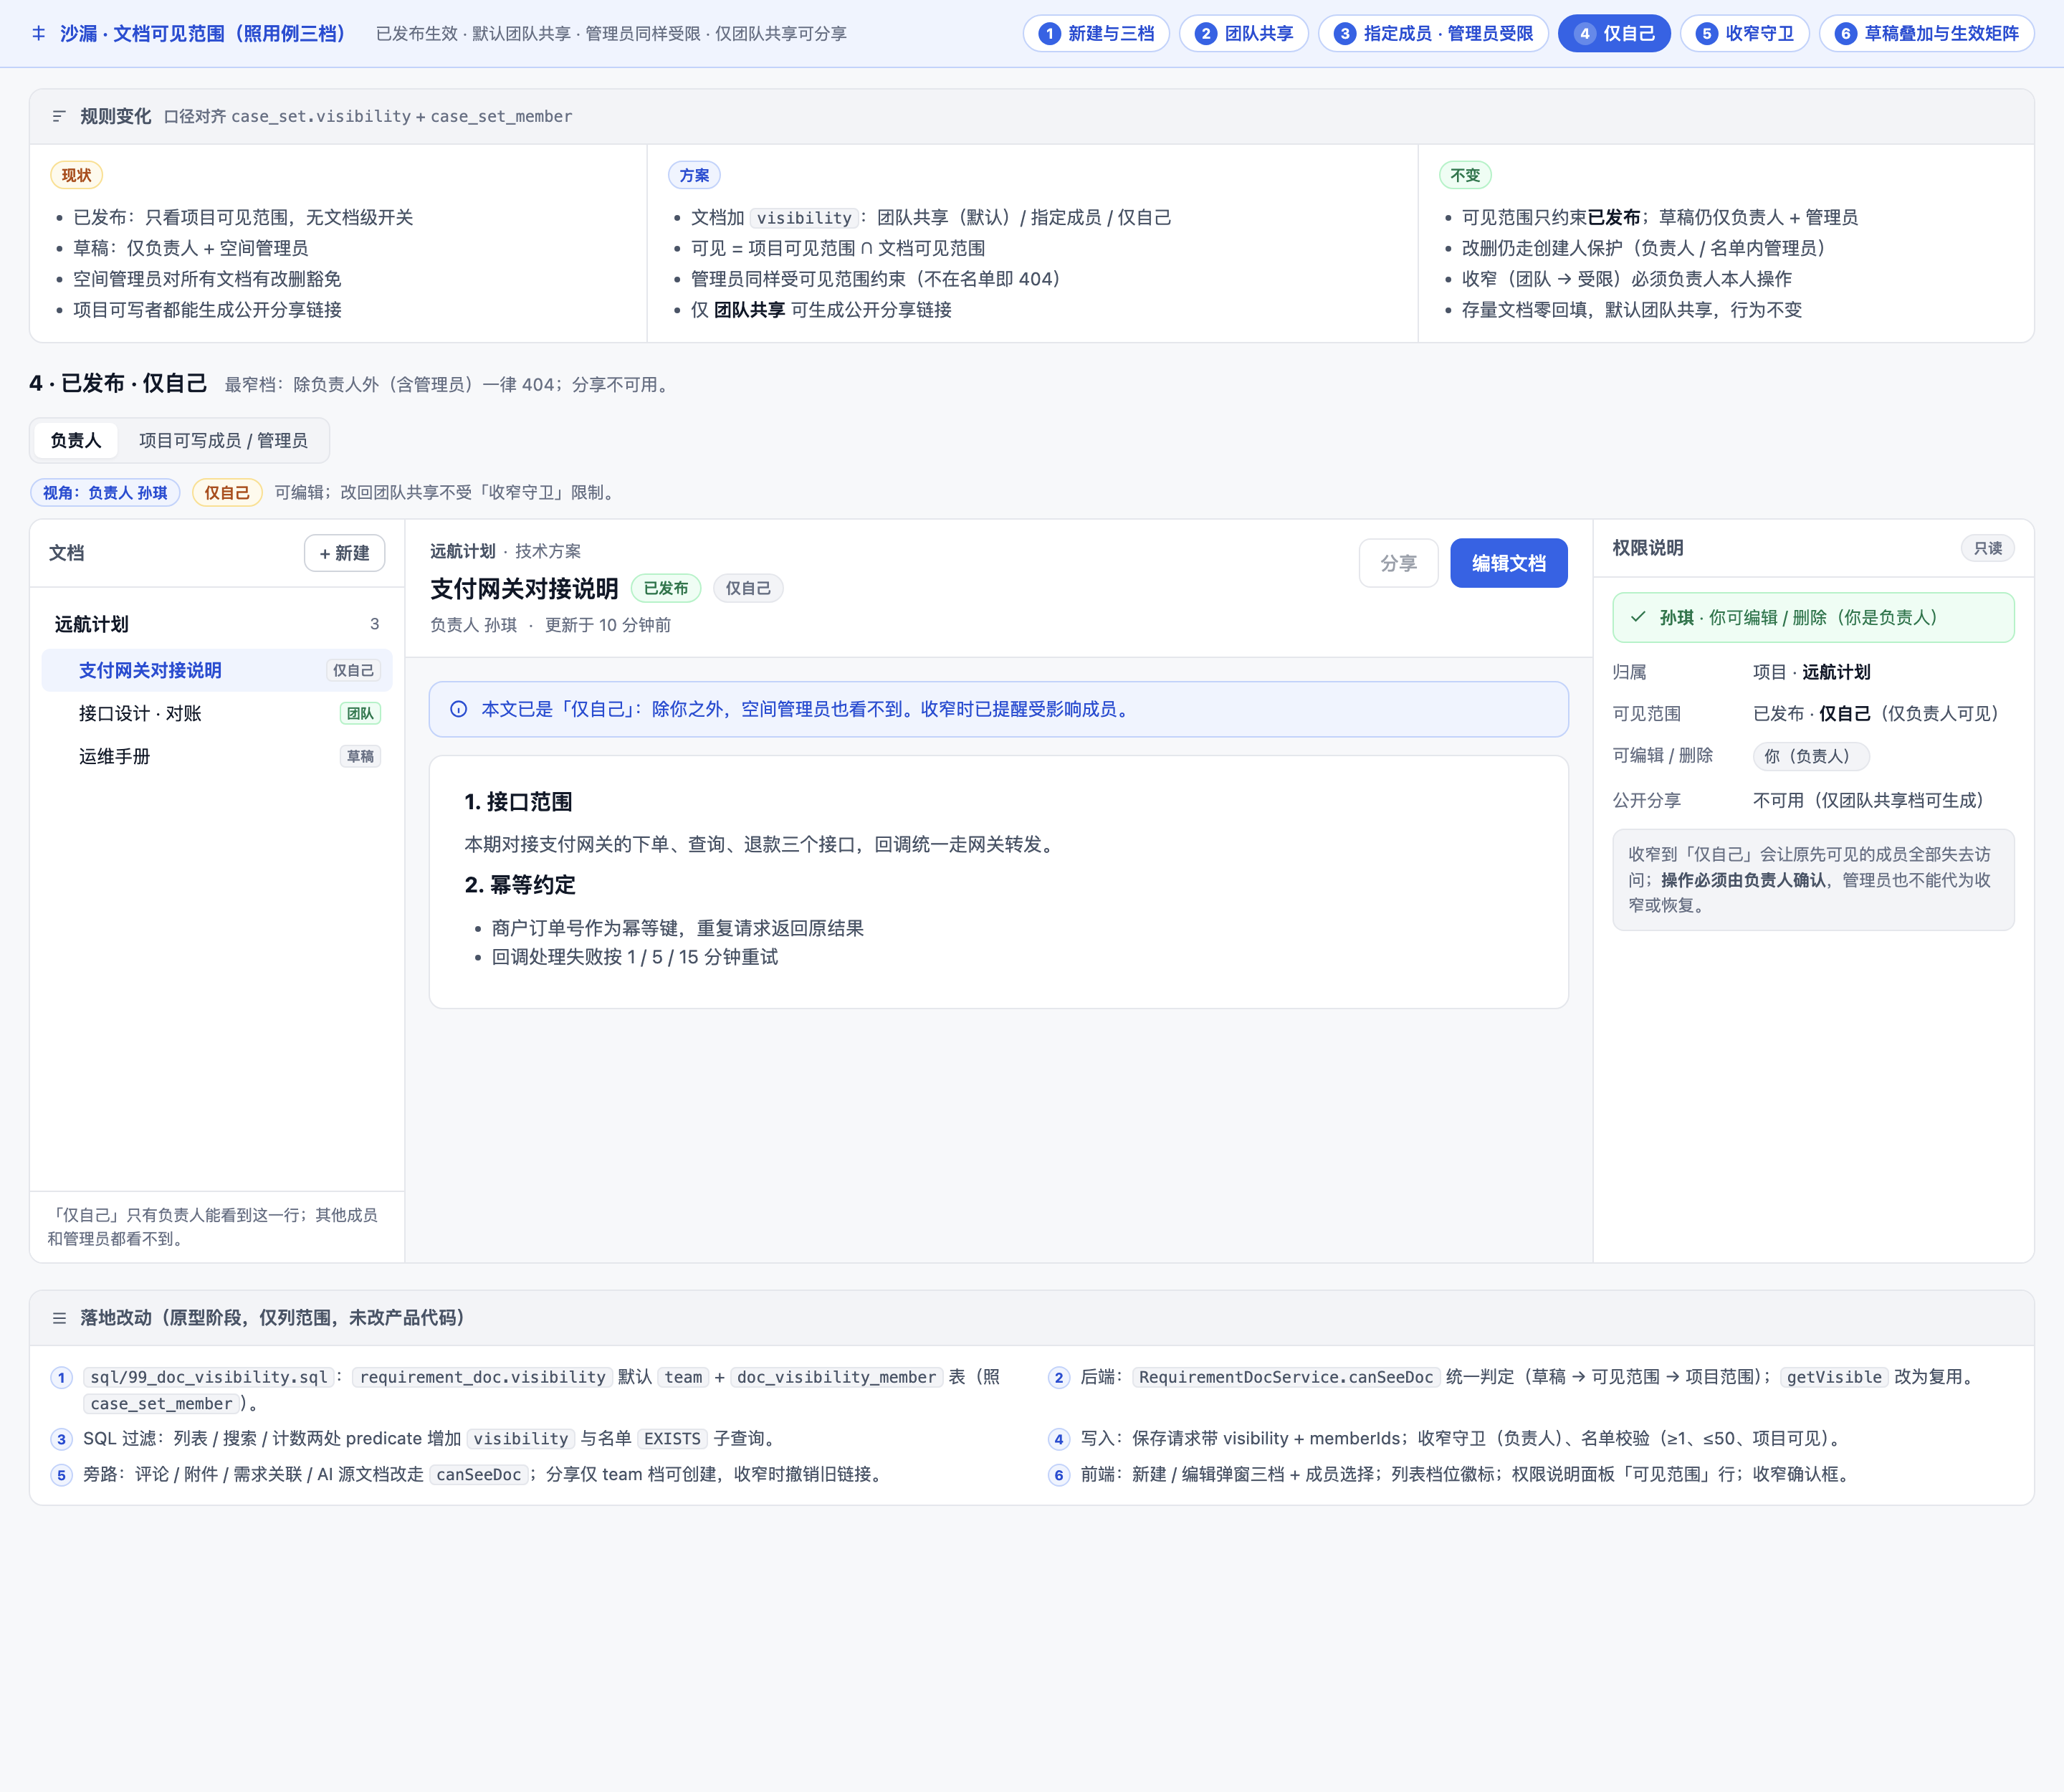 沙漏 · 文档可见范围（照用例三档）
已发布生效 · 默认团队共享 · 管理员同样受限 · 仅团队共享可分享
1 新建与三档
2 团队共享
3 指定成员 · 管理员受限
4 仅自己
5 收窄守卫
6 草稿叠加与生效矩阵
规则变化 口径对齐 case_set.visibility + case_set_member
现状
• 已发布：只看项目可见范围，无文档级开关
• 草稿：仅负责人 + 空间管理员
• 空间管理员对所有文档有改删豁免
• 项目可写者都能生成公开分享链接
方案
• 文档加 visibility：团队共享（默认）/ 指定成员 / 仅自己
• 可见 = 项目可见范围 ∩ 文档可见范围
• 管理员同样受可见范围约束（不在名单即 404）
• 仅 团队共享 可生成公开分享链接
不变
• 可见范围只约束已发布；草稿仍仅负责人 + 管理员
• 改删仍走创建人保护（负责人 / 名单内管理员）
• 收窄（团队 → 受限）必须负责人本人操作
• 存量文档零回填，默认团队共享，行为不变
4 · 已发布 · 仅自己 最窄档：除负责人外（含管理员）一律 404；分享不可用。
负责人 项目可写成员 / 管理员
视角：负责人 孙琪 仅自己 可编辑；改回团队共享不受「收窄守卫」限制。
文档 + 新建
远航计划 3
支付网关对接说明 仅自己
接口设计 · 对账 团队
运维手册 草稿
「仅自己」只有负责人能看到这一行；其他成员
和管理员都看不到。
远航计划 · 技术方案
支付网关对接说明 已发布 仅自己
负责人 孙琪 · 更新于 10 分钟前
分享 编辑文档
本文已是「仅自己」：除你之外，空间管理员也看不到。收窄时已提醒受影响成员。
1. 接口范围
本期对接支付网关的下单、查询、退款三个接口，回调统一走网关转发。
2. 幂等约定
• 商户订单号作为幂等键，重复请求返回原结果
• 回调处理失败按 1 / 5 / 15 分钟重试
权限说明 只读
孙琪 · 你可编辑 / 删除（你是负责人）
归属 项目 · 远航计划
可见范围 已发布 · 仅自己（仅负责人可见）
可编辑 / 删除 你（负责人）
公开分享 不可用（仅团队共享档可生成）
收窄到「仅自己」会让原先可见的成员全部失去访
问；操作必须由负责人确认，管理员也不能代为收
窄或恢复。
落地改动（原型阶段，仅列范围，未改产品代码）
1 sql/99_doc_visibility.sql：requirement_doc.visibility 默认 team + doc_visibility_member 表（照
case_set_member）。
2 后端：RequirementDocService.canSeeDoc 统一判定（草稿 → 可见范围 → 项目范围）；getVisible 改为复用。
3 SQL 过滤：列表 / 搜索 / 计数两处 predicate 增加 visibility 与名单 EXISTS 子查询。
4 写入：保存请求带 visibility + memberIds；收窄守卫（负责人）、名单校验（≥1、≤50、项目可见）。
5 旁路：评论 / 附件 / 需求关联 / AI 源文档改走 canSeeDoc；分享仅 team 档可创建，收窄时撤销旧链接。
6 前端：新建 / 编辑弹窗三档 + 成员选择；列表档位徽标；权限说明面板「可见范围」行；收窄确认框。